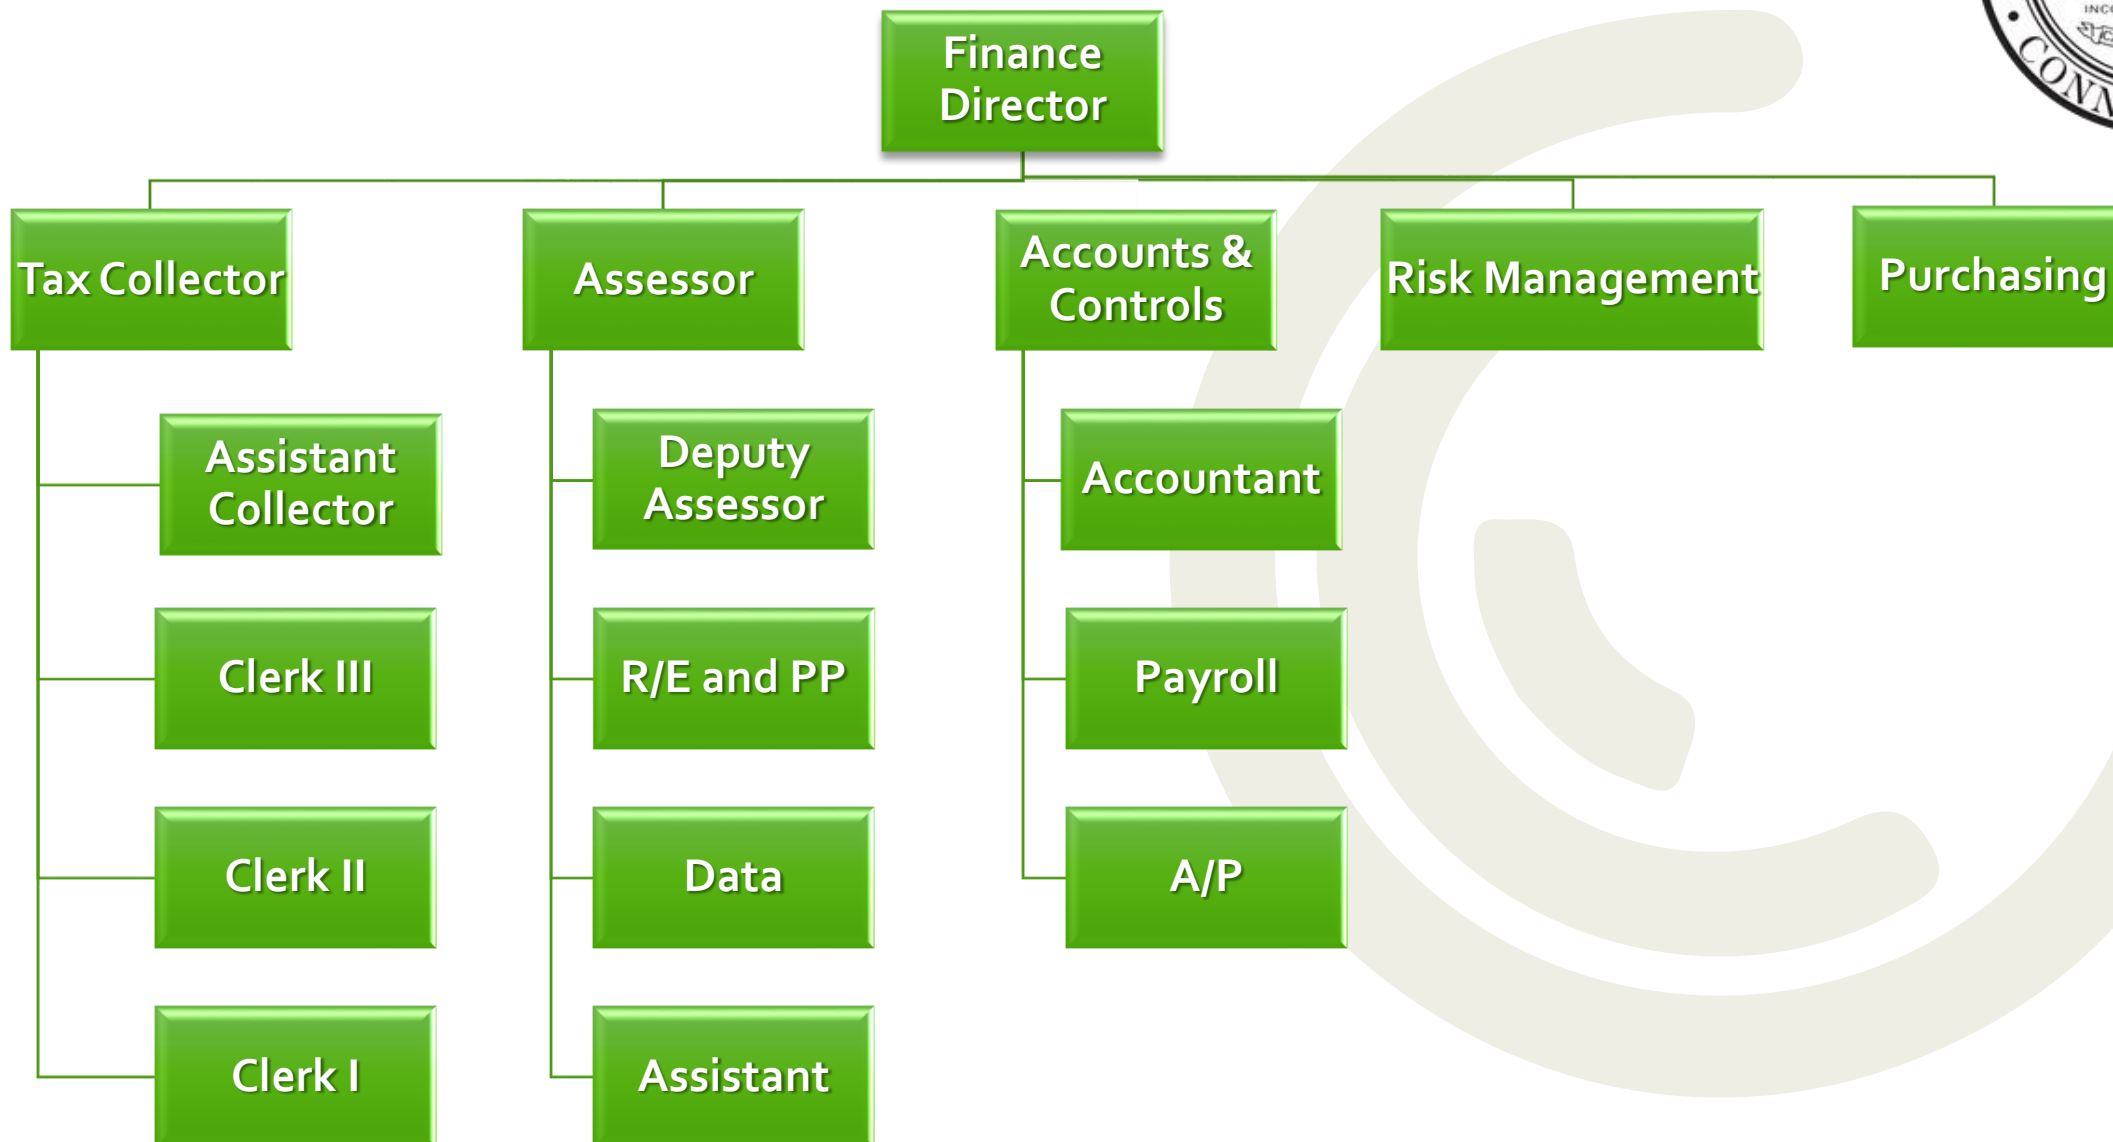 Finance
Director
Tax Collector
Assessor
Accounts &
Controls
Risk Management
Purchasing
Assistant
Collector
Deputy
Assessor
Accountant
Clerk III
R/E and PP
Payroll
Clerk II
Data
A/P
Clerk I
Assistant